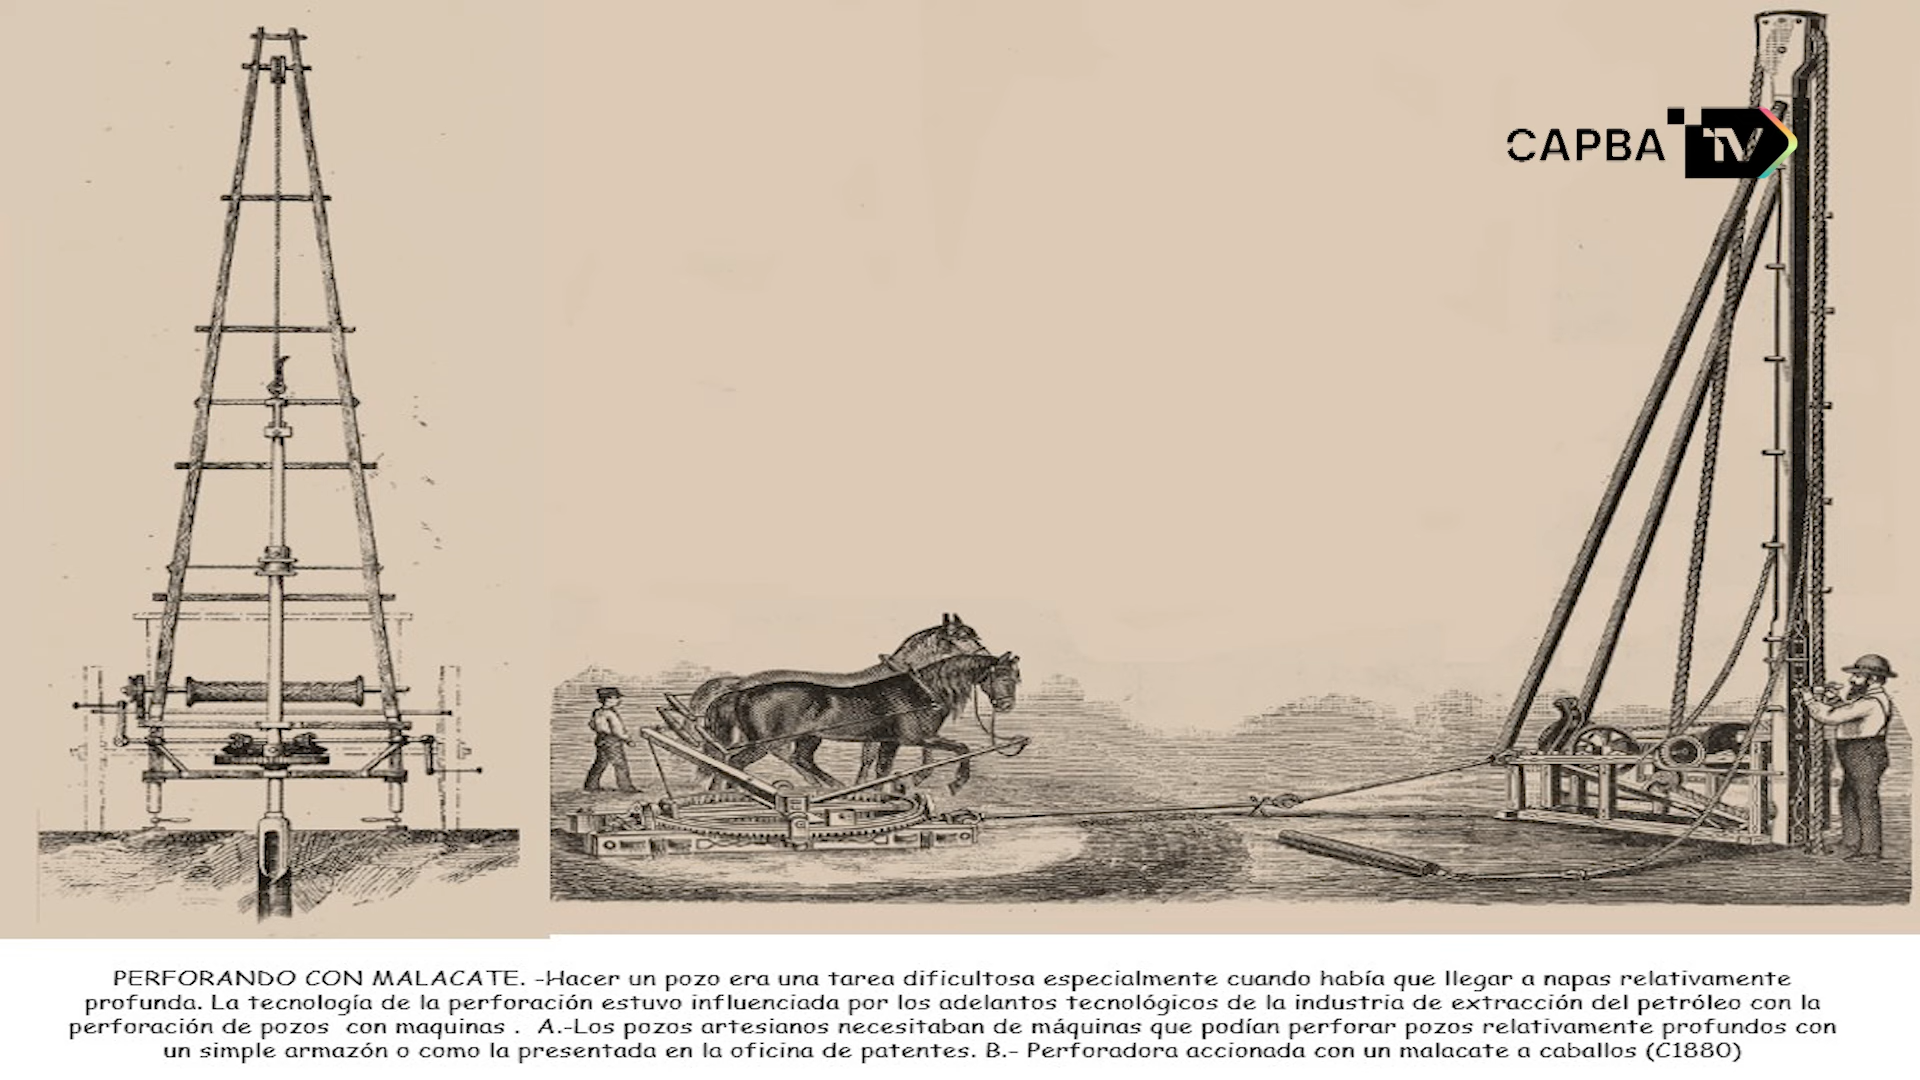 CAPBA TV
PERFORANDO CON MALACATE. -Hacer un pozo era una tarea dificultosa especialmente cuando había que llegar a napas relativamente
profunda. La tecnología de la perforación estuvo influenciada por los adelantos tecnológicos de la industria de extracción del petróleo con la
perforación de pozos con maquinas . A.-Los pozos artesianos necesitaban de máquinas que podían perforar pozos relativamente profundos con
un simple armazón o como la presentada en la oficina de patentes. B.- Perforadora accionada con un malacate a caballos (C1880)